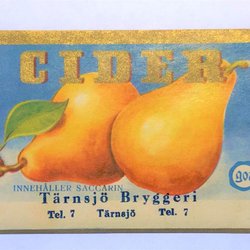 CIDER
INNEHÅLLER SACCARIN
Tärnsjö Bryggeri
Tel. 7 Tärnsjö Tel. 7